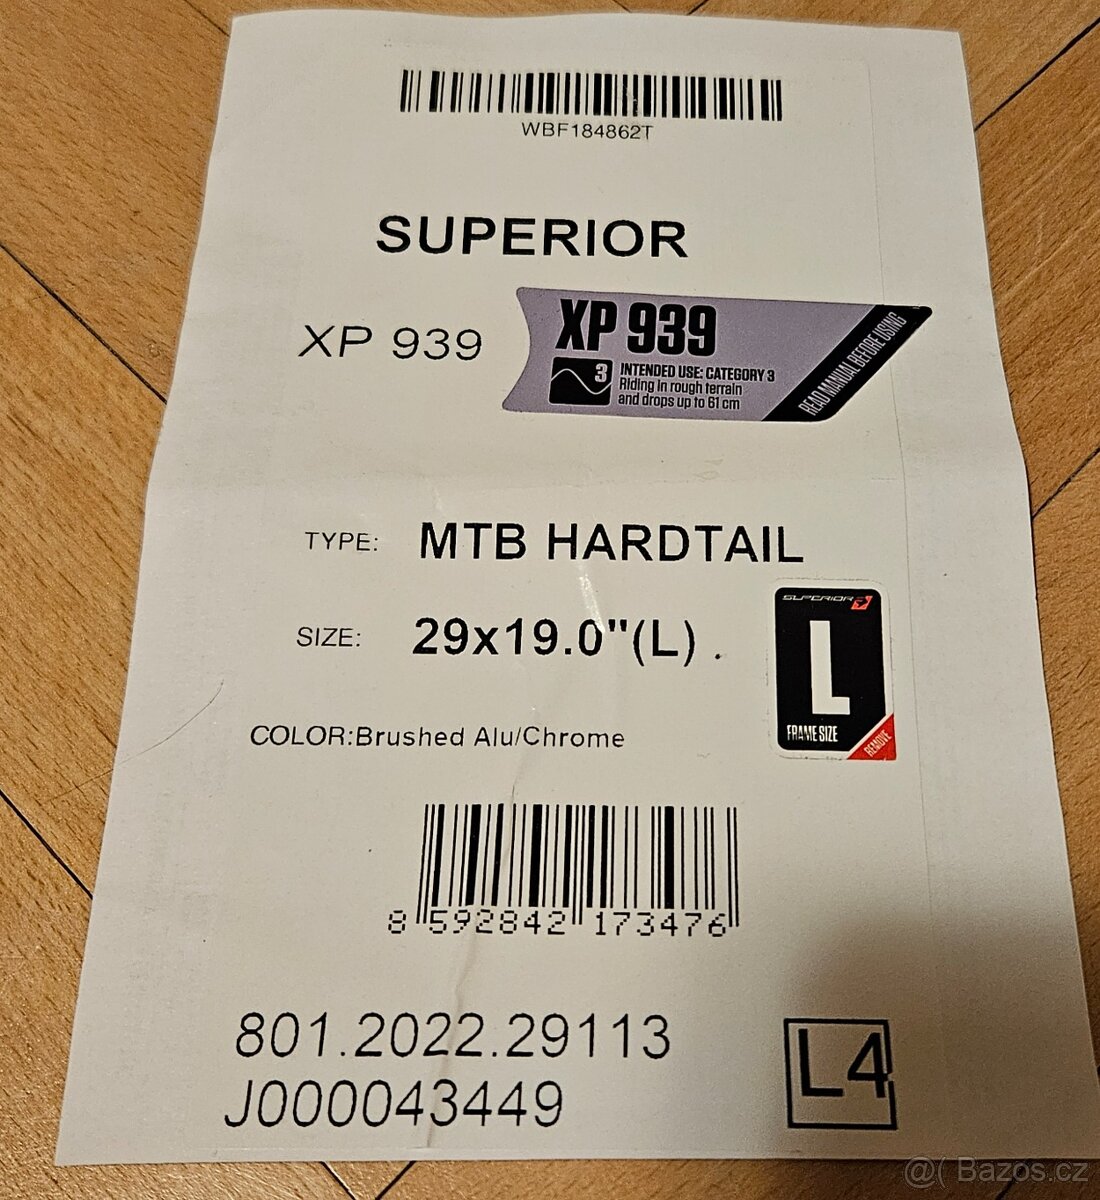 WBF184862T
SUPERIOR
XP 939
XP 939
3
INTENDED USE: CATEGORY 3
Riding in rough terrain
and drops up to 61 cm
READ MANUAL BEFORE USING
TYPE: MTB HARDTAIL
SIZE: 29x19.0"(L) .
SUPERIOR
L
FRAME SIZE
REMOVE
COLOR:Brushed Alu/Chrome
8 592842 173476
801.2022.29113
J000043449
L4
@( Bazos.cz